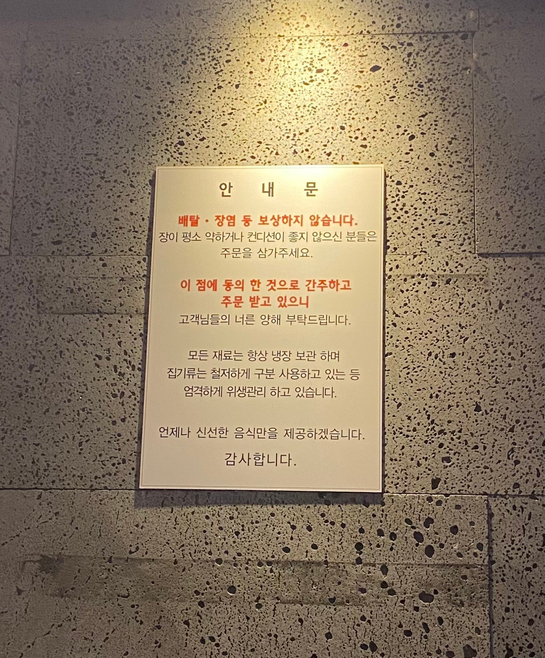 안 내 문
배탈·장염 등 보상하지 않습니다.
장이 평소 약하거나 컨디션이 좋지 않으신 분들은
주문을 삼가주세요.
이 점에 동의 한 것으로 간주하고
주문 받고 있으니
고객님들의 너른 양해 부탁드립니다.
모든 재료는 항상 냉장 보관 하며
집기류는 철저하게 구분 사용하고 있는 등
엄격하게 위생관리 하고 있습니다.
언제나 신선한 음식만을 제공하겠습니다.
감사합니다.